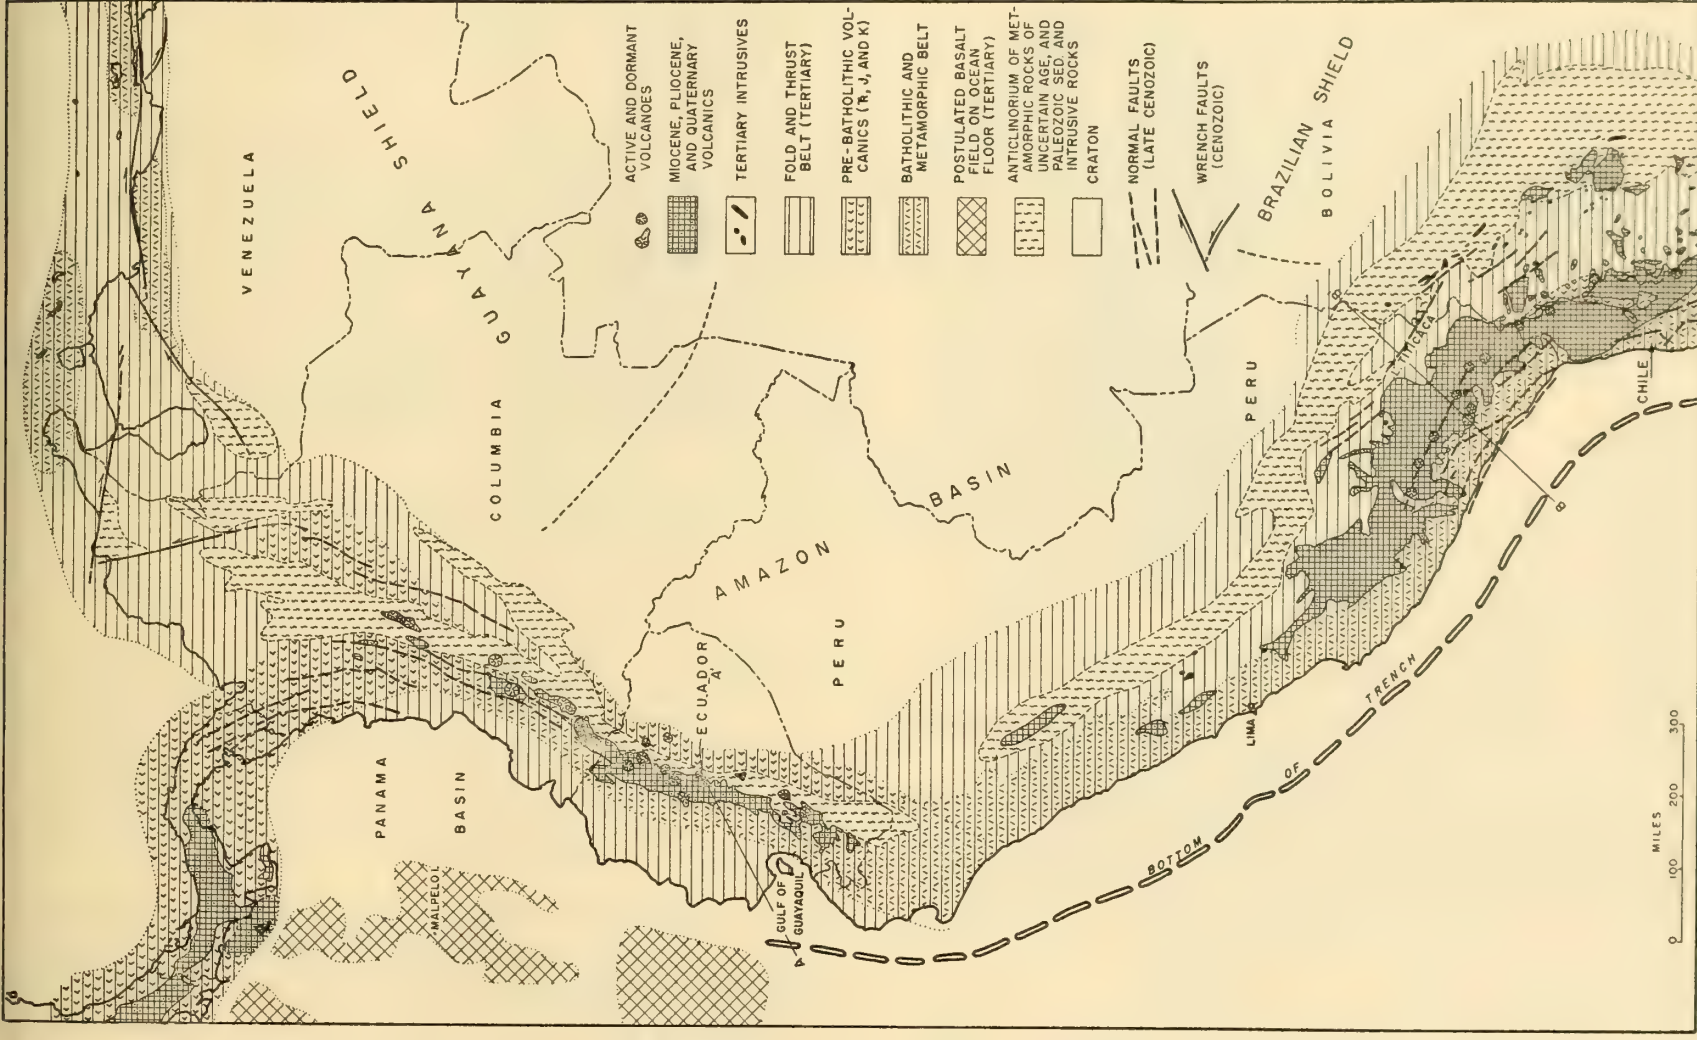 VENEZUELA
GUAYANA SHIELD
COLUMBIA
PANAMA
BASIN
MALPELO I.
ECUADOR
A'
GULF OF
GUAYAQUIL
A
AMAZON
BASIN
PERU
PERU
BRAZILIAN SHIELD
BOLIVIA
L. TITICACA
CHILE
LIMA
B
B
BOTTOM OF TRENCH
ACTIVE AND DORMANT
VOLCANOES
MIOCENE, PLIOCENE,
AND QUATERNARY
VOLCANICS
TERTIARY INTRUSIVES
FOLD AND THRUST
BELT (TERTIARY)
PRE-BATHOLITHIC VOL-
CANICS (Ћ, J, AND K)
BATHOLITHIC AND
METAMORPHIC BELT
POSTULATED BASALT
FIELD ON OCEAN
FLOOR (TERTIARY)
ANTICLINORIUM OF MET-
AMORPHIC ROCKS OF
UNCERTAIN AGE, AND
PALEOZOIC SED. AND
INTRUSIVE ROCKS
CRATON
NORMAL FAULTS
(LATE CENOZOIC)
WRENCH FAULTS
(CENOZOIC)
MILES
0 100 200 300